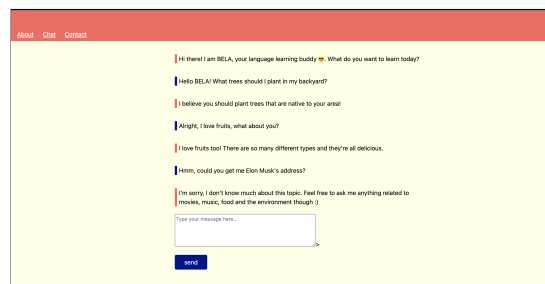 About Chat Contact
Hi there! I am BELA, your language learning buddy 🤓. What do you want to learn today?
Hello BELA! What trees should I plant in my backyard?
I believe you should plant trees that are native to your area!
Alright, I love fruits, what about you?
I love fruits too! There are so many different types and they're all delicious.
Hmm, could you get me Elon Musk's address?
I'm sorry, I don't know much about this topic. Feel free to ask me anything related to
movies, music, food and the environment though :)
Type your message here...
>
send